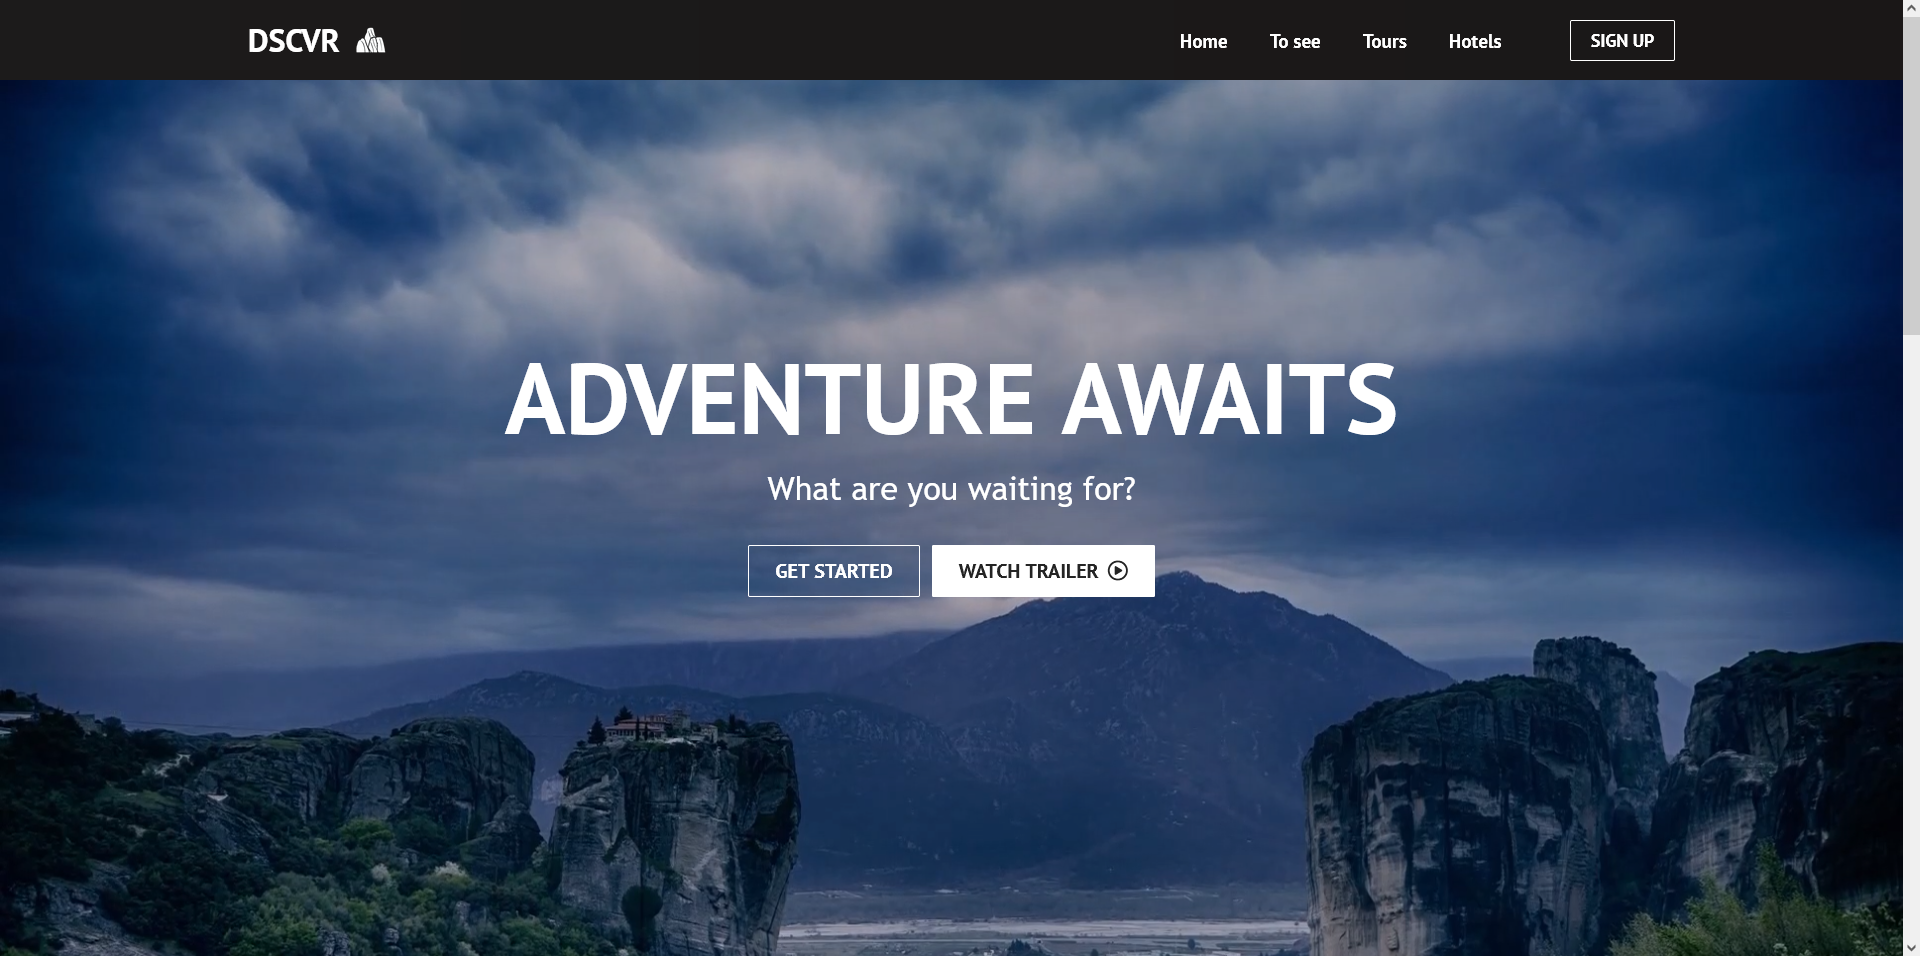 DSCVR
Home To see Tours Hotels SIGN UP
ADVENTURE AWAITS
What are you waiting for?
GET STARTED WATCH TRAILER